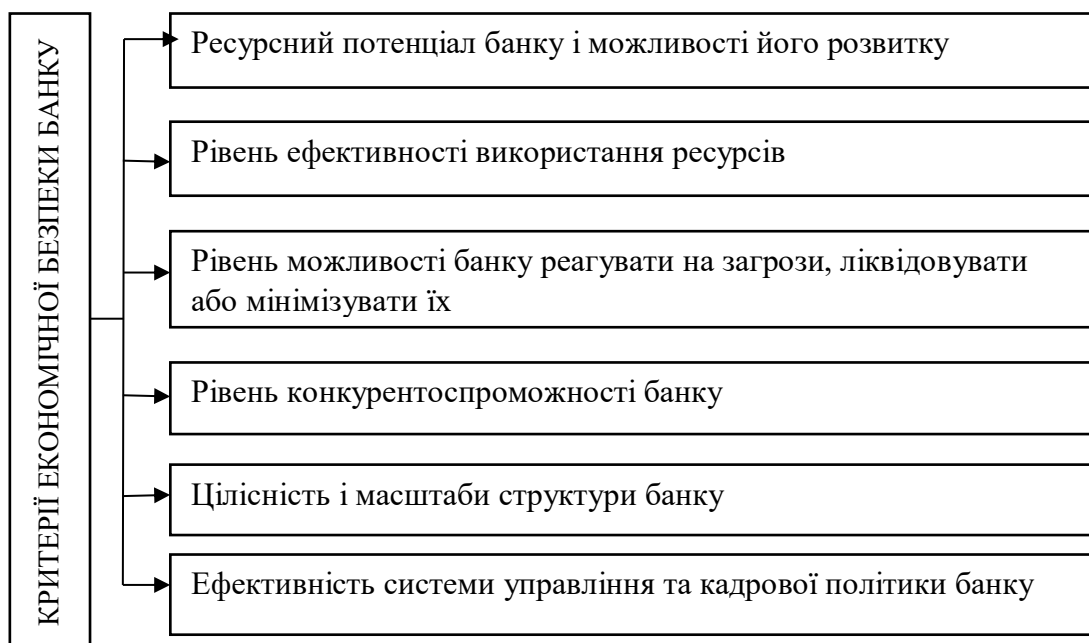 КРИТЕРІЇ ЕКОНОМІЧНОЇ БЕЗПЕКИ БАНКУ
Ресурсний потенціал банку і можливості його розвитку
Рівень ефективності використання ресурсів
Рівень можливості банку реагувати на загрози, ліквідовувати
або мінімізувати їх
Рівень конкурентоспроможності банку
Цілісність і масштаби структури банку
Ефективність системи управління та кадрової політики банку